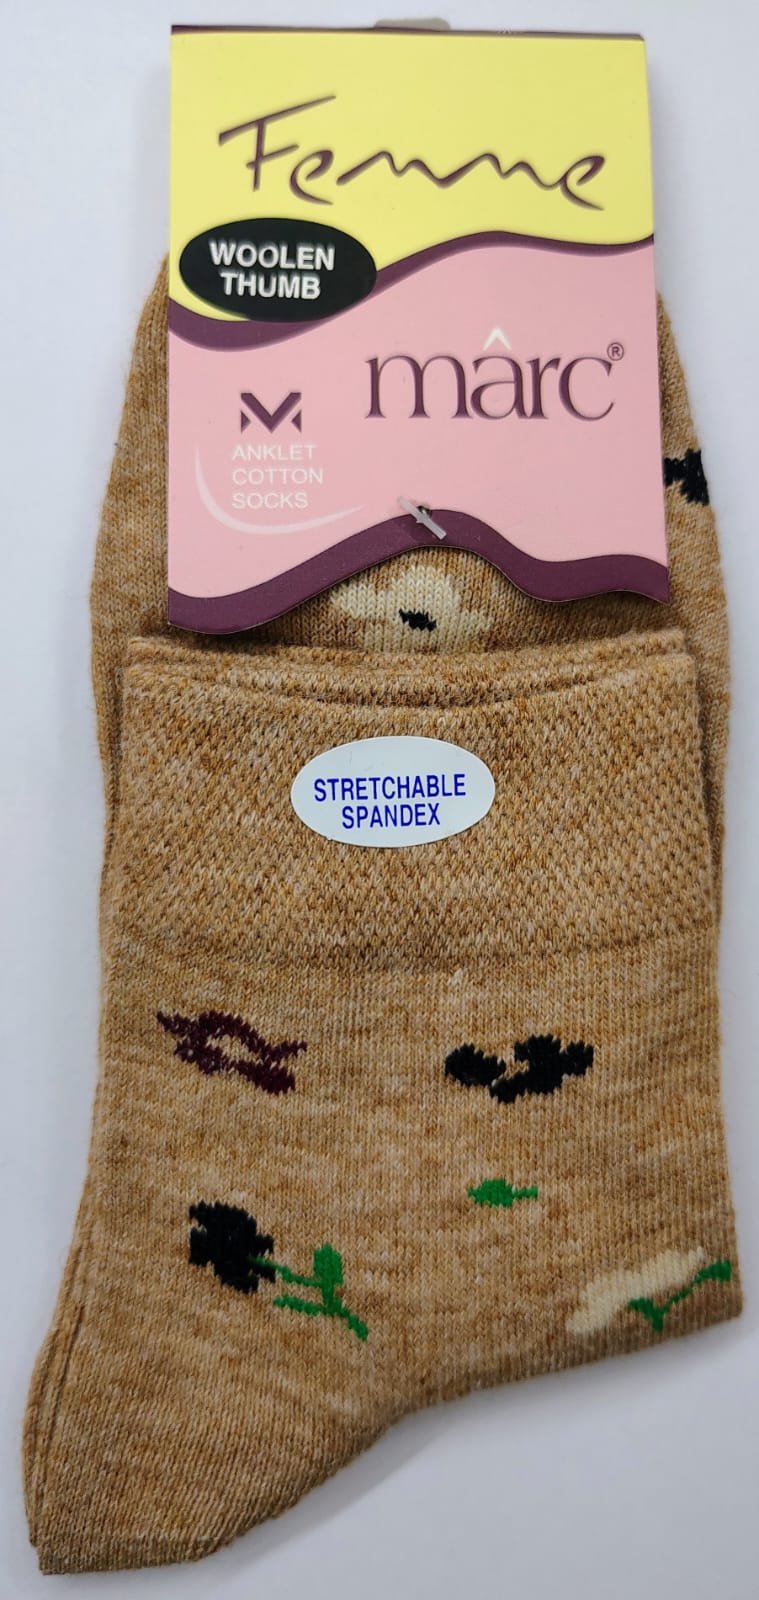 Femme
WOOLEN
THUMB
mârc®
ANKLET
COTTON
SOCKS
STRETCHABLE
SPANDEX